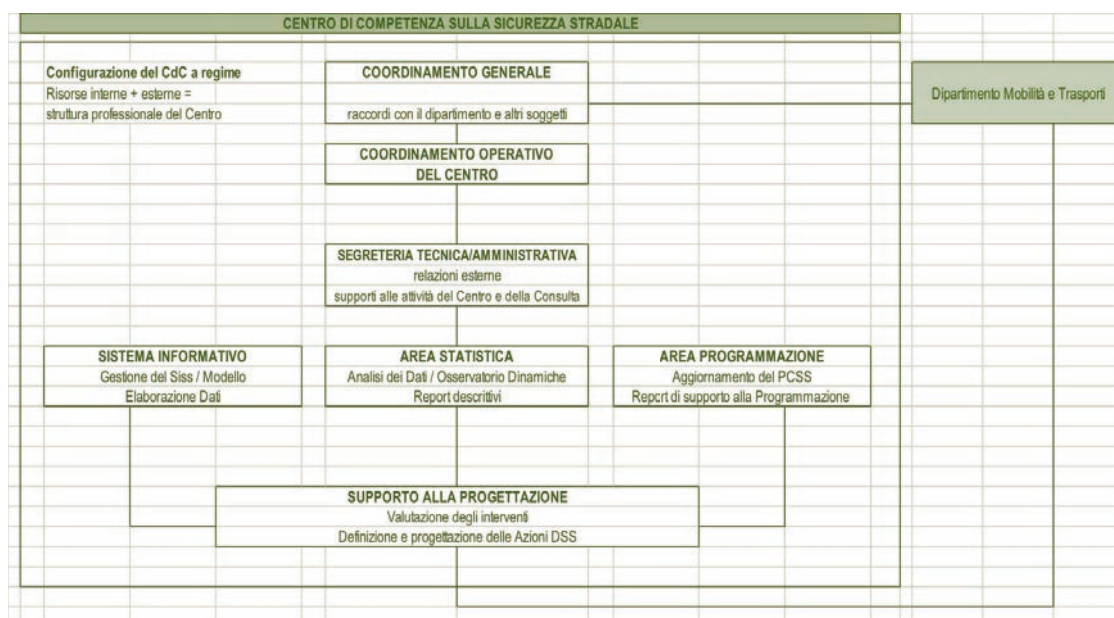 CENTRO DI COMPETENZA SULLA SICUREZZA STRADALE
Configurazione del CdC a regime
Risorse interne + esterne =
struttura professionale del Centro
COORDINAMENTO GENERALE
raccordi con il dipartimento e altri soggetti
Dipartimento Mobilità e Trasporti
COORDINAMENTO OPERATIVO
DEL CENTRO
SEGRETERIA TECNICA/AMMINISTRATIVA
relazioni esterne
supporti alle attività del Centro e della Consulta
SISTEMA INFORMATIVO
Gestione del Siss / Modello
Elaborazione Dati
AREA STATISTICA
Analisi dei Dati / Osservatorio Dinamiche
Report descrittivi
AREA PROGRAMMAZIONE
Aggiornamento del PCSS
Report di supporto alla Programmazione
SUPPORTO ALLA PROGETTAZIONE
Valutazione degli interventi
Definizione e progettazione delle Azioni DSS